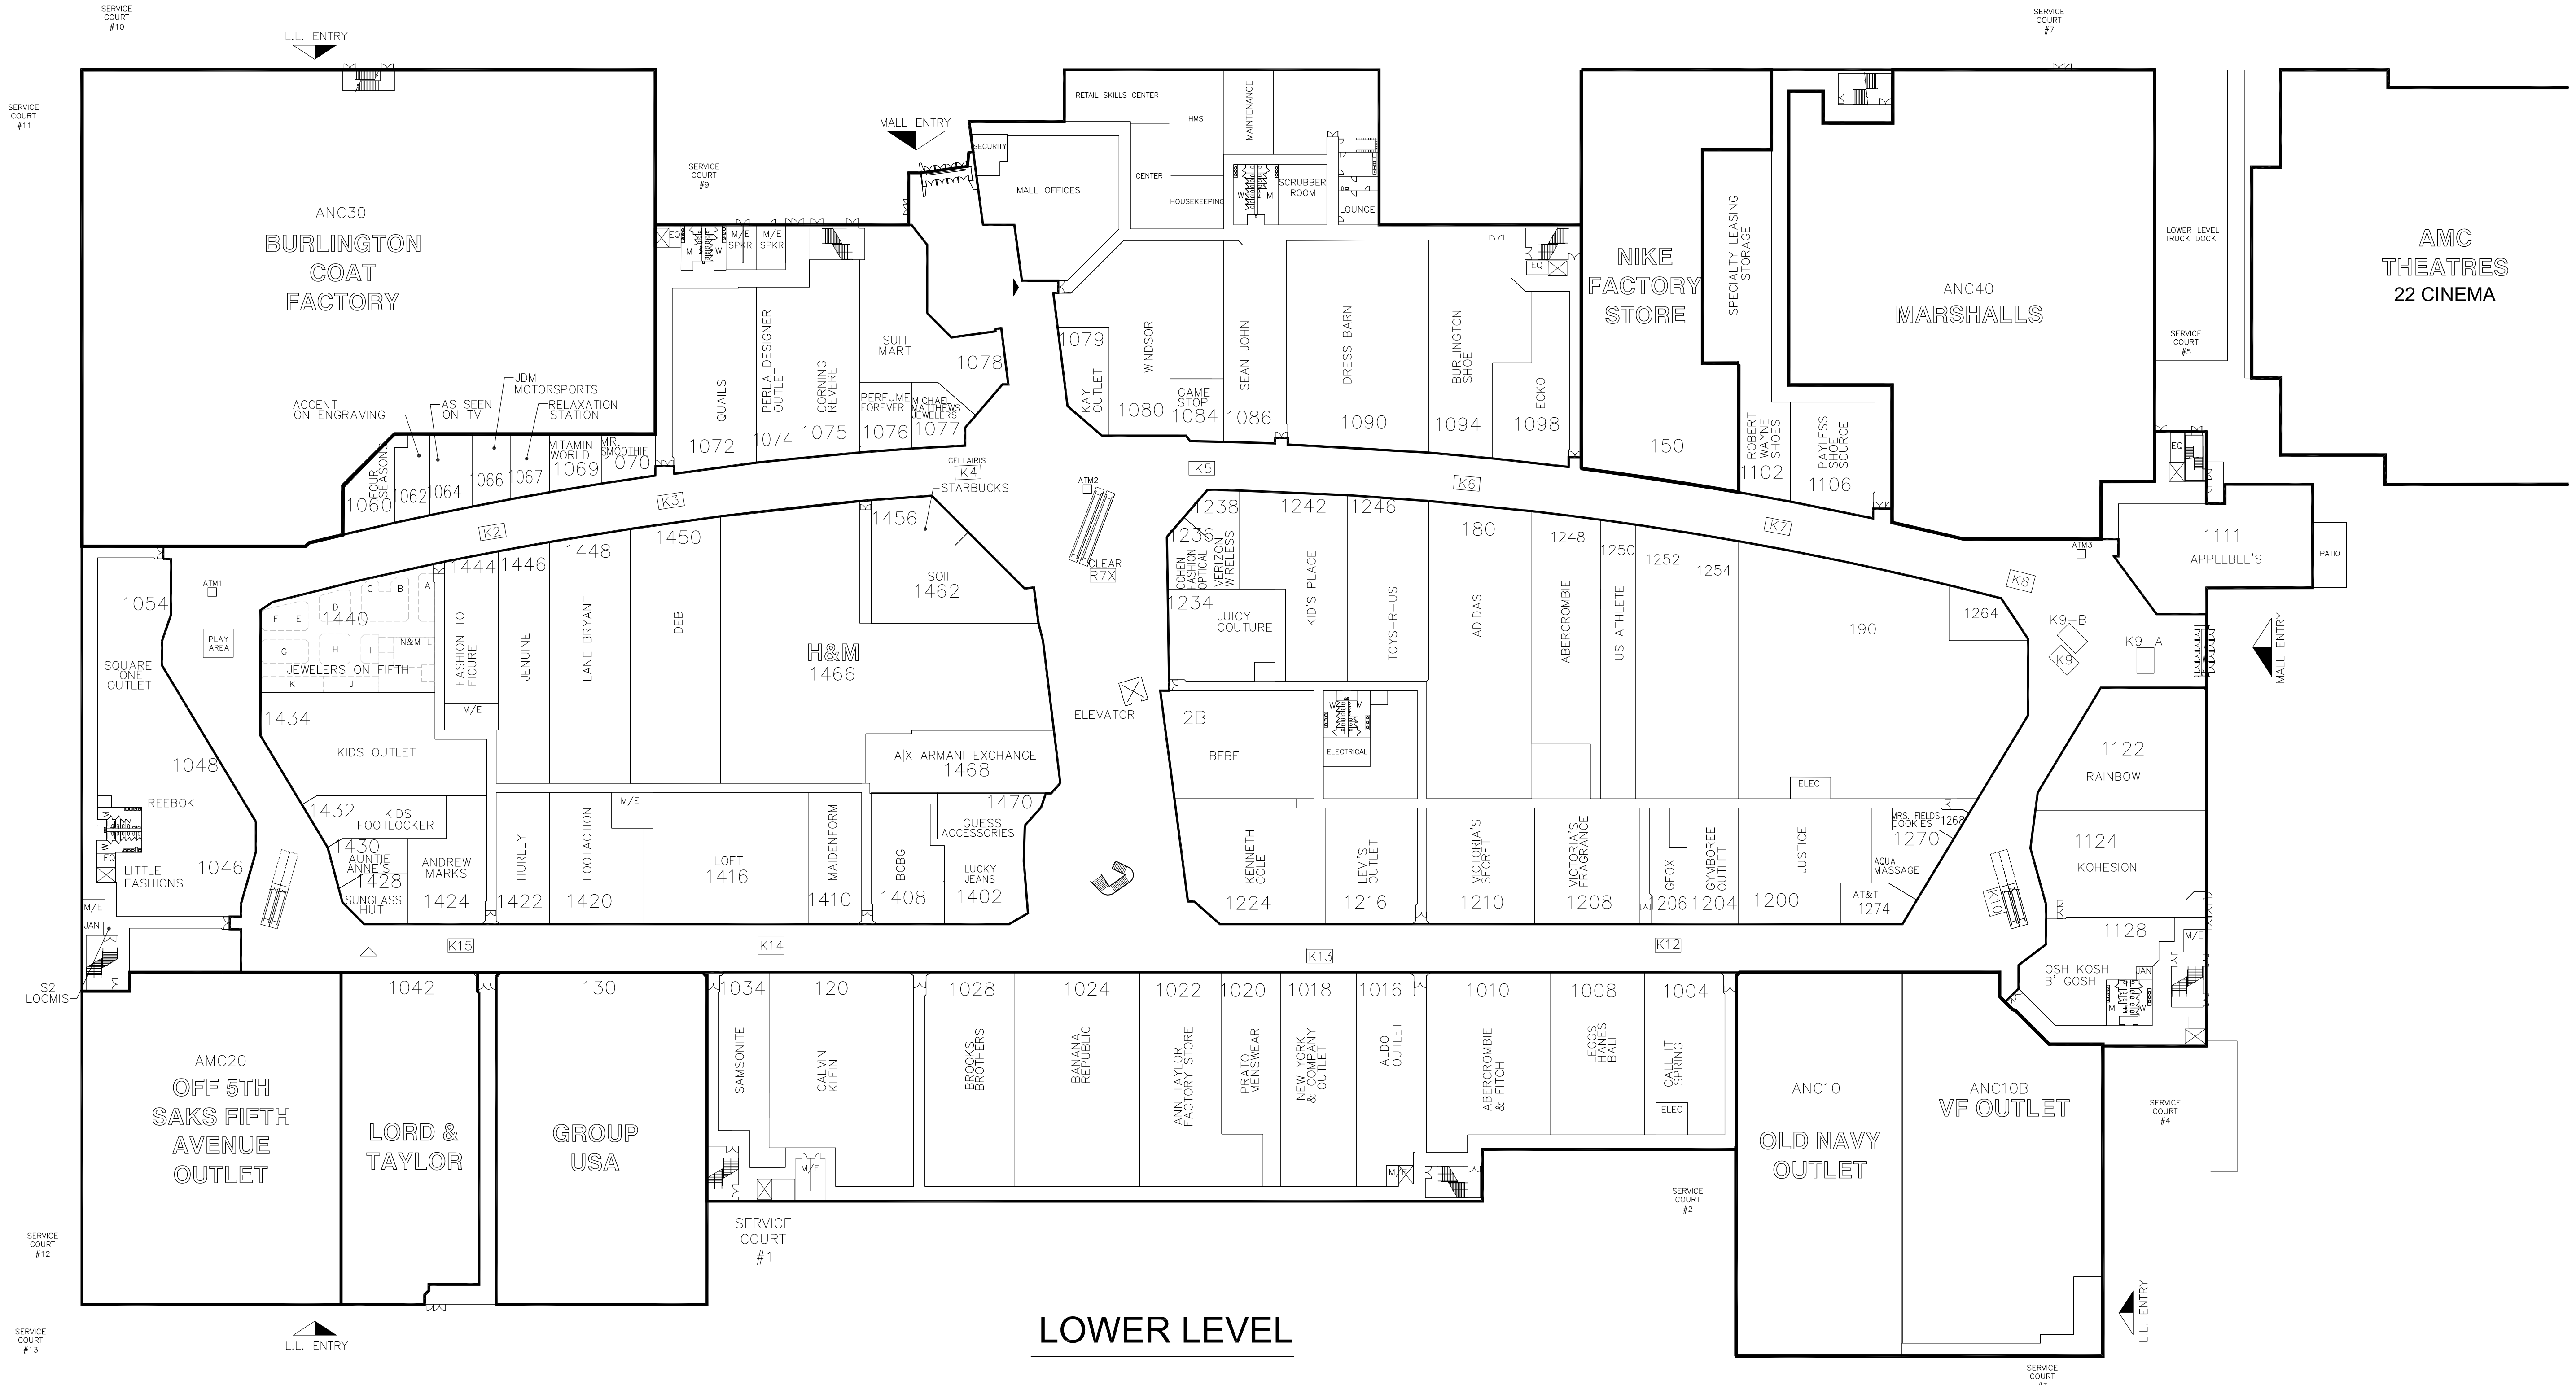 SERVICE
COURT
#10
L.L. ENTRY
SERVICE
COURT
#7
SERVICE
COURT
#11
MALL ENTRY
RETAIL SKILLS CENTER
HMS
MAINTENANCE
SECURITY
MALL OFFICES
CENTER
HOUSEKEEPING
W
M
SCRUBBER
ROOM
LOUNGE
SERVICE
COURT
#9
ANC30
BURLINGTON
COAT
FACTORY
EQ
M
W
M/E
SPKR
M/E
SPKR
EQ
NIKE
FACTORY
STORE
150
SPECIALTY LEASING
STORAGE
ANC40
MARSHALLS
LOWER LEVEL
TRUCK DOCK
SERVICE
COURT
#5
AMC
THEATRES
22 CINEMA
ACCENT
ON ENGRAVING
AS SEEN
ON TV
JDM
MOTORSPORTS
RELAXATION
STATION
FOUR
SEASONS
1060
1062
1064
1066
1067
VITAMIN
WORLD
1069
MR.
SMOOTHIE
1070
QUAILS
1072
PERLA DESIGNER
OUTLET
1074
CORNING
REVERE
1075
SUIT
MART
1078
PERFUME
FOREVER
1076
MICHAEL
MATTHEWS
JEWELERS
1077
1079
KAY
OUTLET
WINDSOR
1080
GAME
STOP
1084
SEAN JOHN
1086
DRESS BARN
1090
BURLINGTON
SHOE
1094
ECKO
1098
ROBERT
WAYNE
SHOES
1102
PAYLESS
SHOE
SOURCE
1106
EQ
1111
APPLEBEE'S
PATIO
CELLAIRIS
K4
STARBUCKS
K2
K3
K5
K6
K7
K8
ATM1
ATM2
ATM3
CLEAR
R7X
K9-B
K9
K9-A
MALL ENTRY
1054
SQUARE
ONE
OUTLET
PLAY
AREA
1440
A
B
C
D
E
F
G
H
I
N&M L
JEWELERS ON FIFTH
K
J
1444
FASHION TO
FIGURE
M/E
1446
JENUINE
1448
LANE BRYANT
1450
DEB
1456
SOII
1462
H&M
1466
A|X ARMANI EXCHANGE
1468
ELEVATOR
1238
VERIZON
WIRELESS
1236
COHEN
FASHION
OPTICAL
1234
JUICY
COUTURE
1242
KID'S PLACE
1246
TOYS-R-US
180
ADIDAS
1248
ABERCROMBIE
1250
US ATHLETE
1252
1254
190
1264
ELEC
2B
BEBE
W
M
ELECTRICAL
1122
RAINBOW
1124
KOHESION
1048
REEBOK
M
W
EQ
1046
LITTLE
FASHIONS
M/E
JAN
S2
LOOMIS
1434
KIDS OUTLET
1432
KIDS
FOOTLOCKER
1430
AUNTIE
ANNE'S
1428
SUNGLASS
HUT
ANDREW
MARKS
1424
HURLEY
1422
FOOTACTION
1420
M/E
LOFT
1416
MAIDENFORM
1410
BCBG
1408
1470
GUESS
ACCESSORIES
LUCKY
JEANS
1402
KENNETH
COLE
1224
LEVI'S
OUTLET
1216
VICTORIA'S
SECRET
1210
VICTORIA'S
FRAGRANCE
1208
GEOX
1206
GYMBOREE
OUTLET
1204
JUSTICE
1200
MRS. FIELDS
COOKIES
1268
1270
AQUA
MASSAGE
AT&T
1274
K10
1128
OSH KOSH
B' GOSH
M/E
JAN
M
W
K15
K14
K13
K12
AMC20
OFF 5TH
SAKS FIFTH
AVENUE
OUTLET
1042
LORD &
TAYLOR
130
GROUP
USA
1034
SAMSONITE
120
CALVIN
KLEIN
M/E
1028
BROOKS
BROTHERS
1024
BANANA
REPUBLIC
1022
ANN TAYLOR
FACTORY STORE
1020
PRATO
MENSWEAR
1018
NEW YORK
& COMPANY
OUTLET
1016
ALDO
OUTLET
M/E
1010
ABERCROMBIE
& FITCH
1008
LEGGS
HANES
BALI
1004
CALL IT
SPRING
ELEC
ANC10
OLD NAVY
OUTLET
ANC10B
VF OUTLET
SERVICE
COURT
#4
SERVICE
COURT
#2
SERVICE
COURT
#1
SERVICE
COURT
#12
SERVICE
COURT
#13
L.L. ENTRY
L.L. ENTRY
LOWER LEVEL
SERVICE
COURT